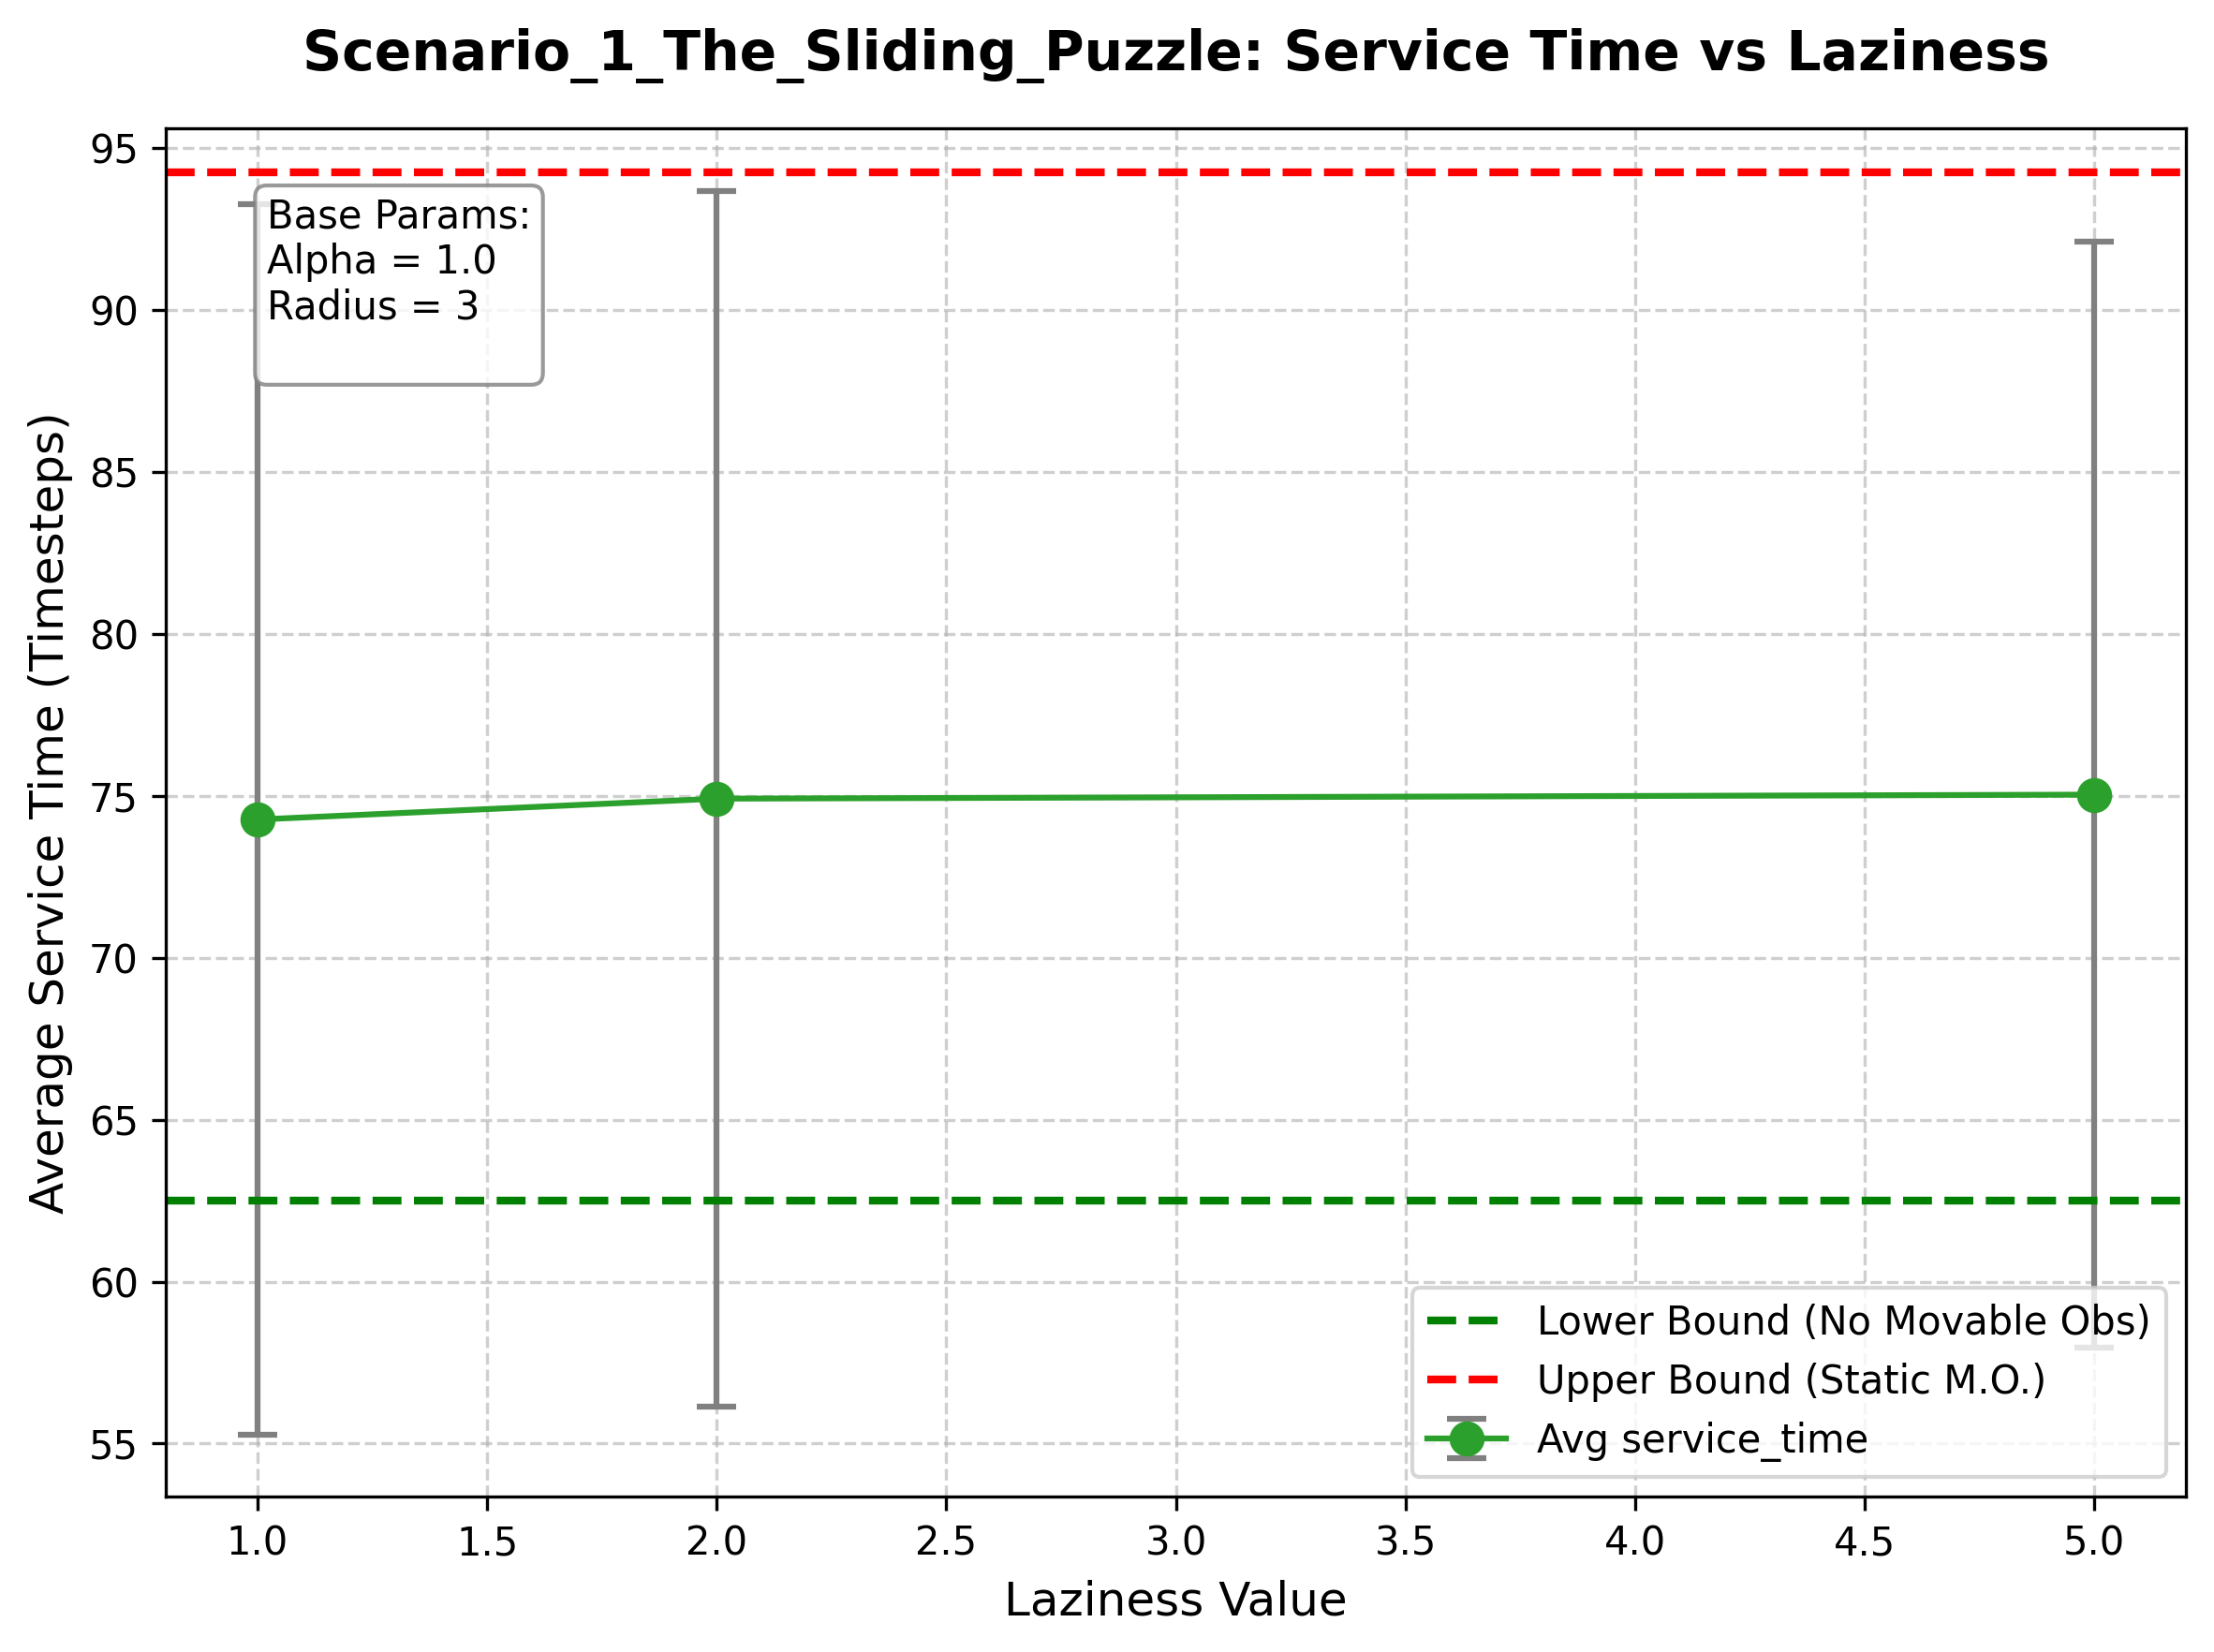 Scenario_1_The_Sliding_Puzzle: Service Time vs Laziness
Average Service Time (Timesteps)
95
90
85
80
75
70
65
60
55
Base Params:
Alpha = 1.0
Radius = 3
Lower Bound (No Movable Obs)
Upper Bound (Static M.O.)
Avg service_time
1.0 1.5 2.0 2.5 3.0 3.5 4.0 4.5 5.0
Laziness Value